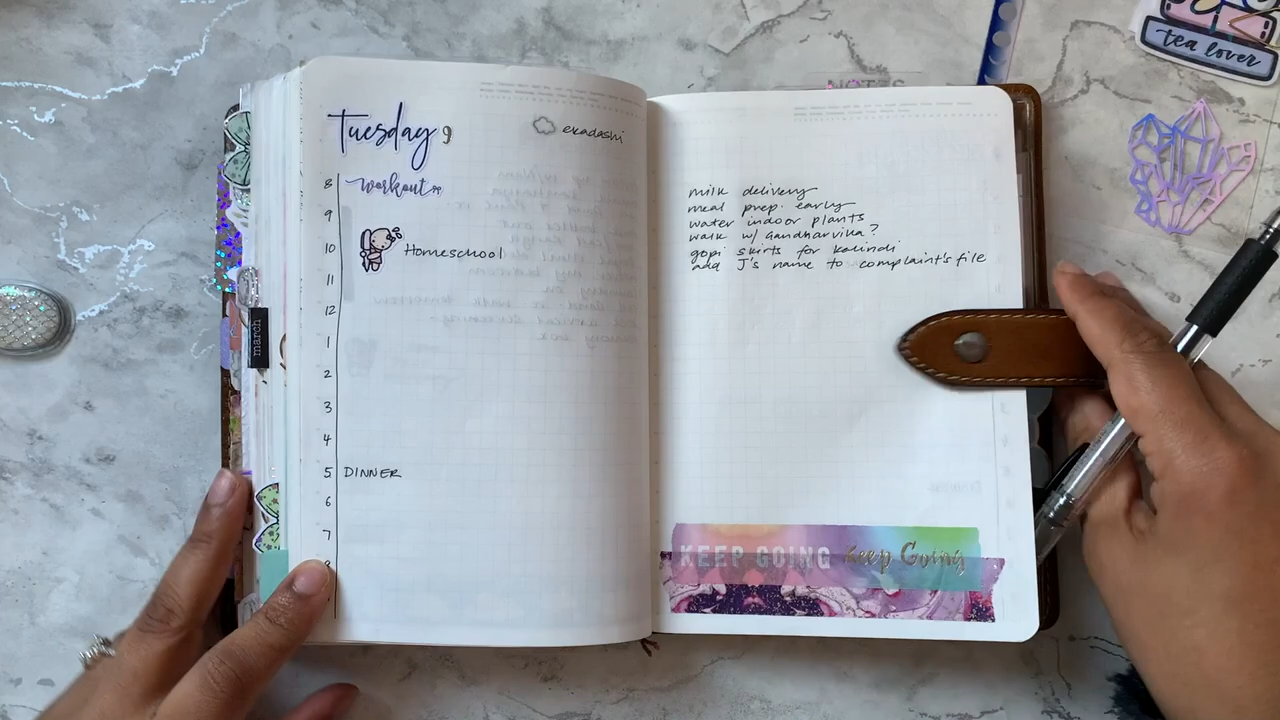 Tuesday 9
ekadashi
8 workout
9
10 Homeschool
11
12
1
2
3
4
5 DINNER
6
7
march
NOTES
milk delivery
meal prep. early
water indoor plants
walk w/ Gandharvika?
gopi skirts for Kalindi
add J's name to complaint's file
KEEP GOING Keep Going
tea lover